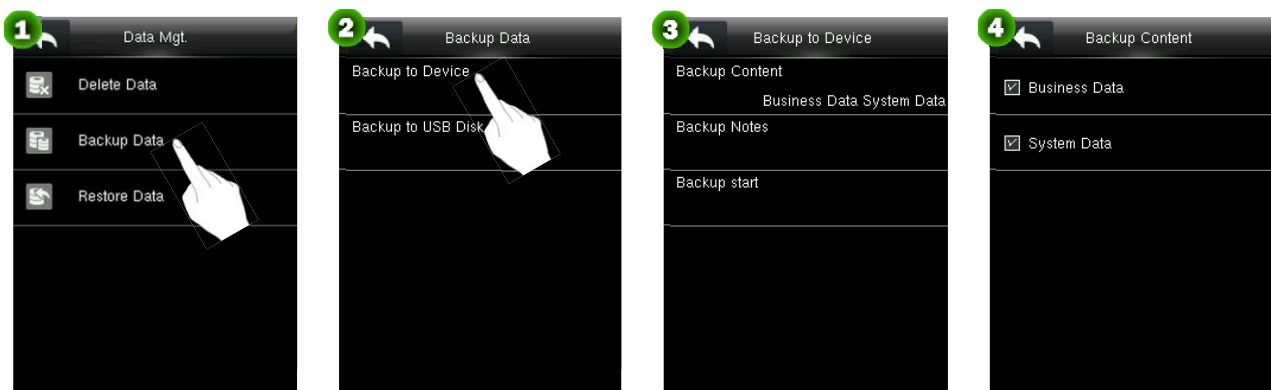 1
Data Mgt.
Delete Data
Backup Data
Restore Data
2
Backup Data
Backup to Device
Backup to USB Disk
3
Backup to Device
Backup Content
Business Data System Data
Backup Notes
Backup start
4
Backup Content
Business Data
System Data